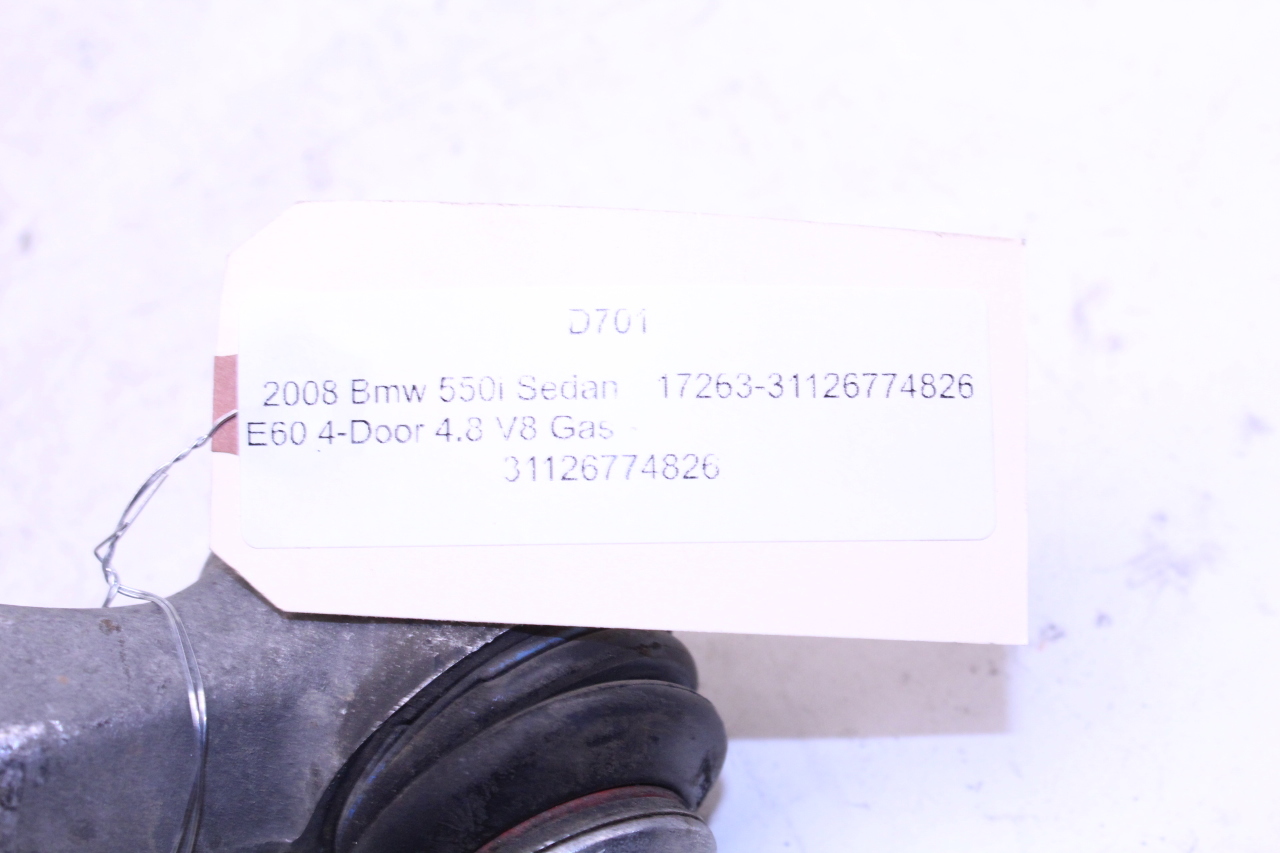 D701
2008 Bmw 550i Sedan 17263-31126774826
E60 4-Door 4.8 V8 Gas -
31126774826